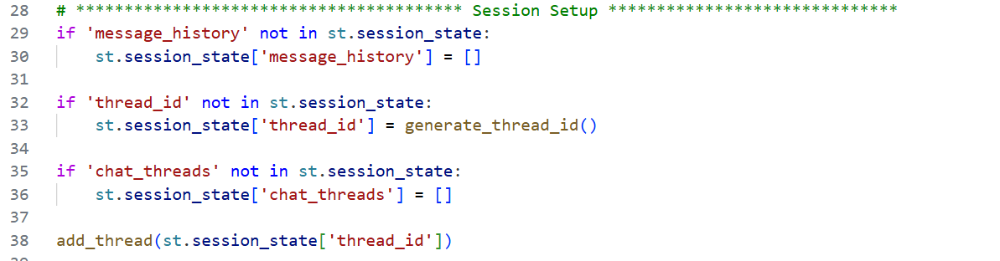 28 # **************************************** Session Setup ******************************
29 if 'message_history' not in st.session_state:
30 st.session_state['message_history'] = []
31
32 if 'thread_id' not in st.session_state:
33 st.session_state['thread_id'] = generate_thread_id()
34
35 if 'chat_threads' not in st.session_state:
36 st.session_state['chat_threads'] = []
37
38 add_thread(st.session_state['thread_id'])